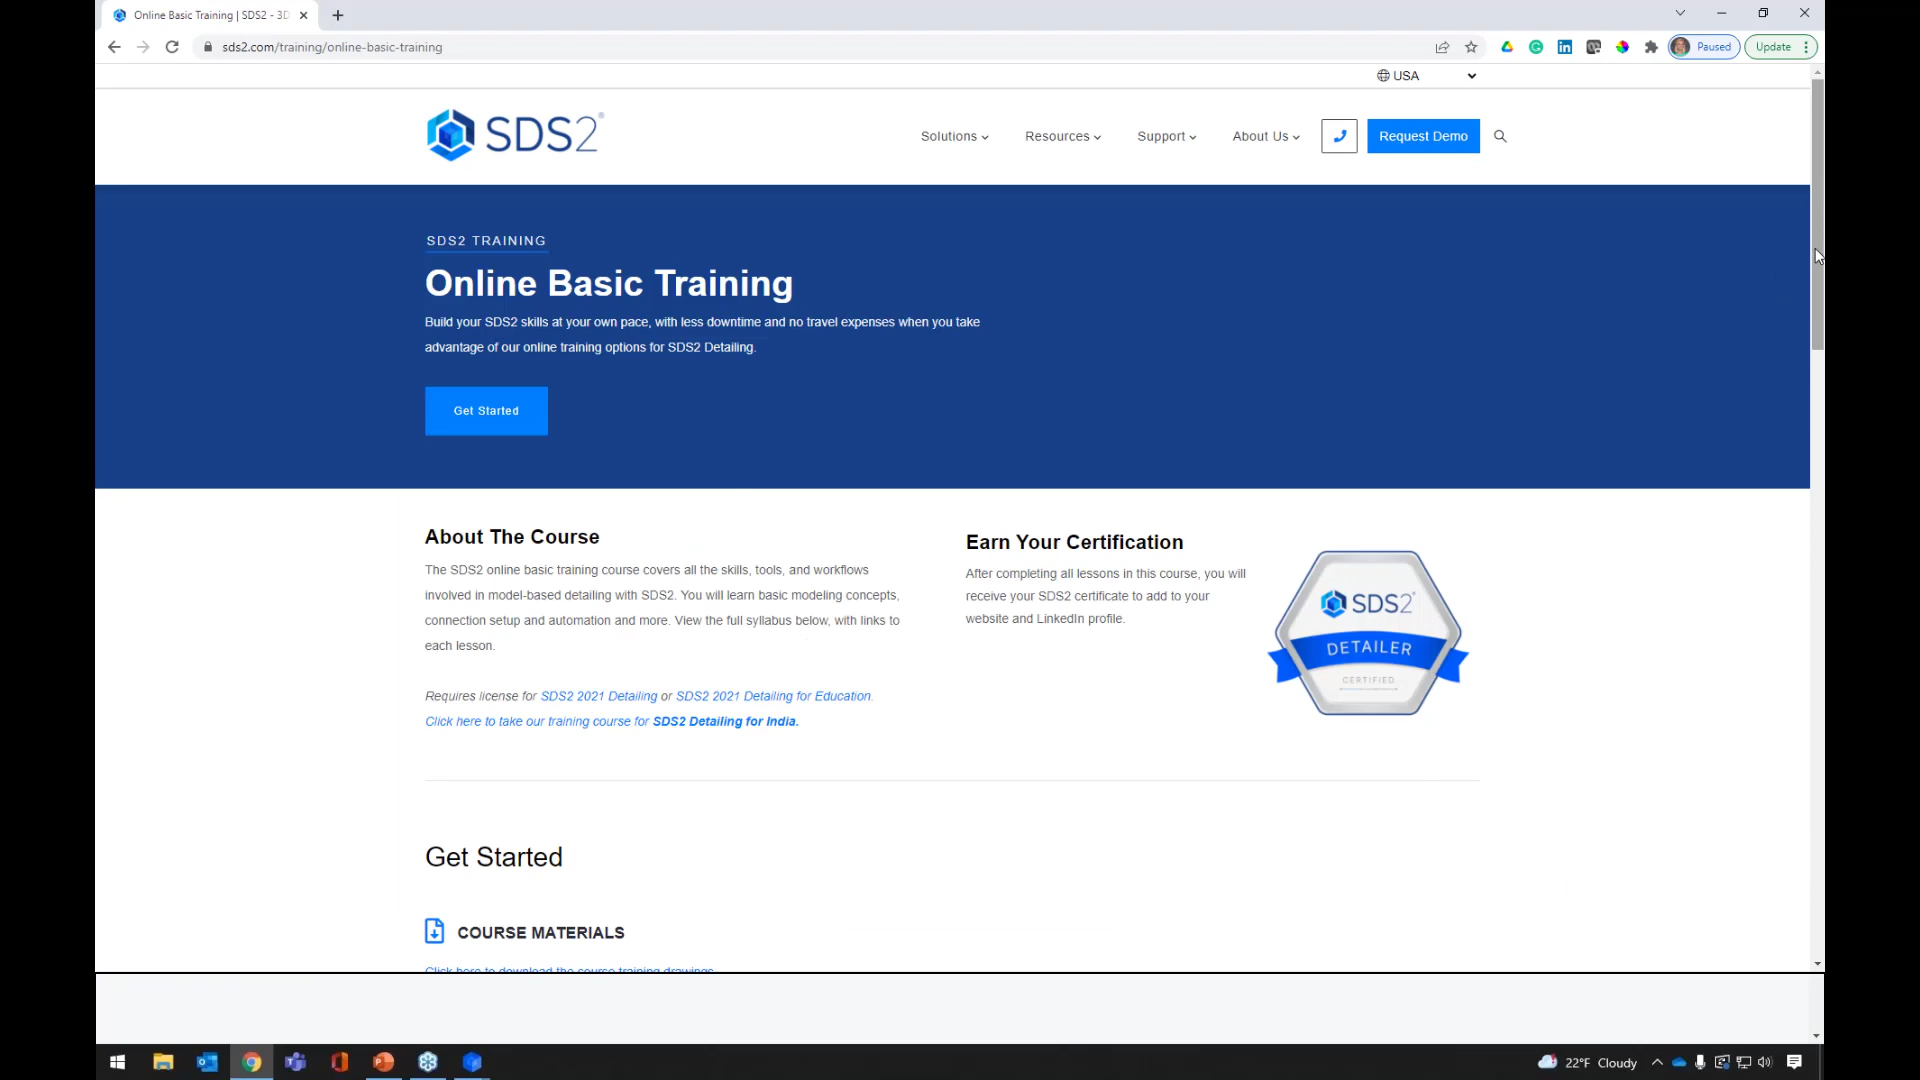 Online Basic Training | SDS2 - 3D
sds2.com/training/online-basic-training
Paused
Update
USA
SDS2
Solutions
Resources
Support
About Us
Request Demo
SDS2 TRAINING
Online Basic Training
Build your SDS2 skills at your own pace, with less downtime and no travel expenses when you take
advantage of our online training options for SDS2 Detailing.
Get Started
About The Course
The SDS2 online basic training course covers all the skills, tools, and workflows
involved in model-based detailing with SDS2. You will learn basic modeling concepts,
connection setup and automation and more. View the full syllabus below, with links to
each lesson.
Requires license for SDS2 2021 Detailing or SDS2 2021 Detailing for Education.
Click here to take our training course for SDS2 Detailing for India.
Earn Your Certification
After completing all lessons in this course, you will
receive your SDS2 certificate to add to your
website and LinkedIn profile.
SDS2
DETAILER
CERTIFIED
Get Started
COURSE MATERIALS
Click here to download the course training drawings
22°F Cloudy